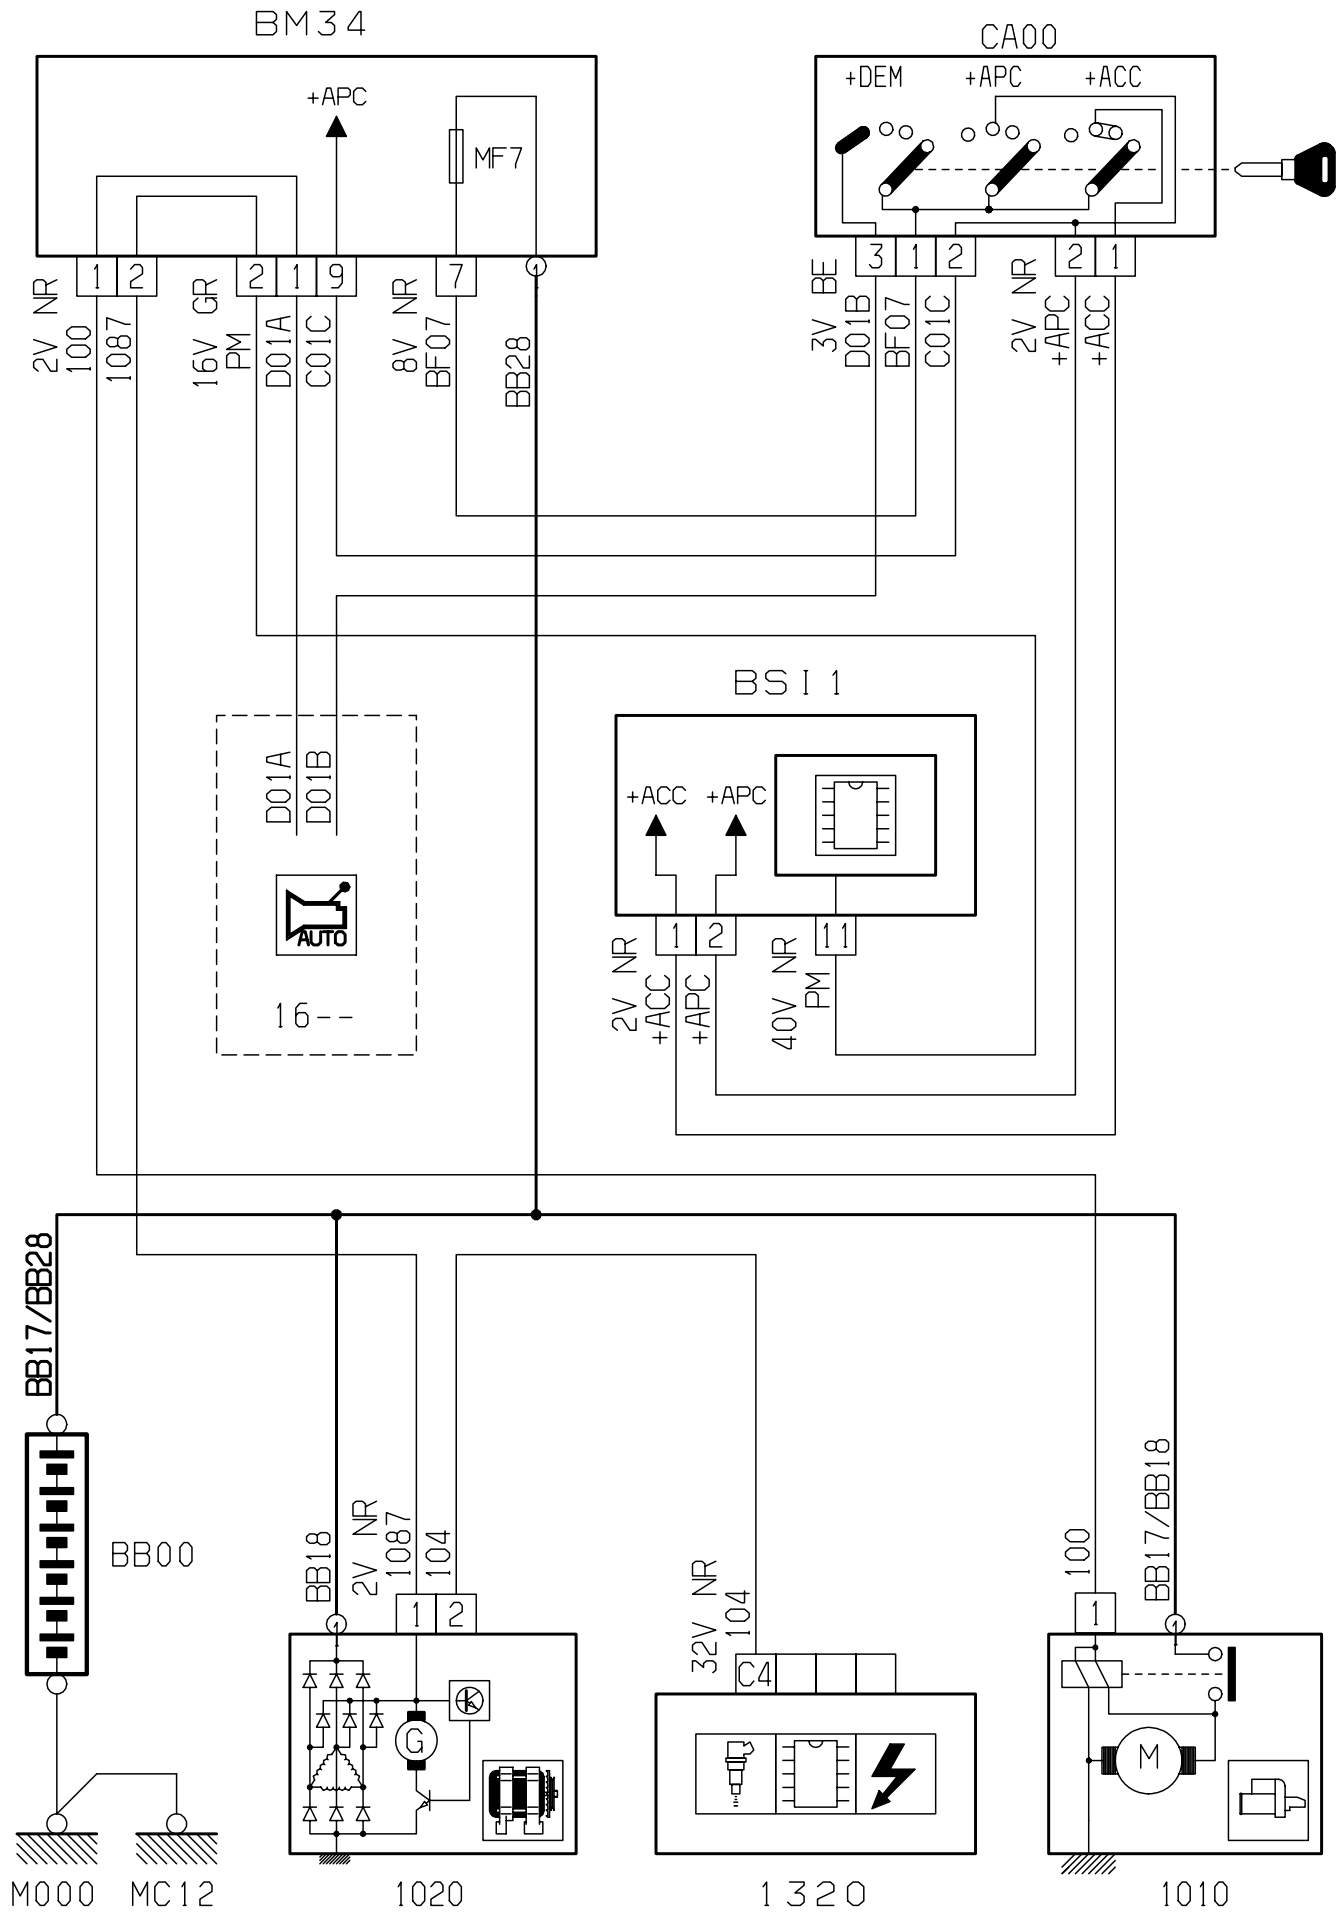 BM34
CA00
+DEM +APC +ACC
+APC
MF7
1 2 2 1 9 7 1
3 1 2 2 1
2V NR
100
1087
16V GR
PM
D01A
C01C
8V NR
BF07
BB28
3V BE
D01B
BF07
C01C
2V NR
+APC
+ACC
BSI1
+ACC +APC
D01A
D01B
AUTO
16--
1 2 11
2V NR
+ACC
+APC
40V NR
PM
BB17/BB28
BB00
BB18
2V NR
1087
104
32V NR
104
100
BB17/BB18
1 1 2
C4
1 1
G
M
M000 MC12 1020 1320 1010